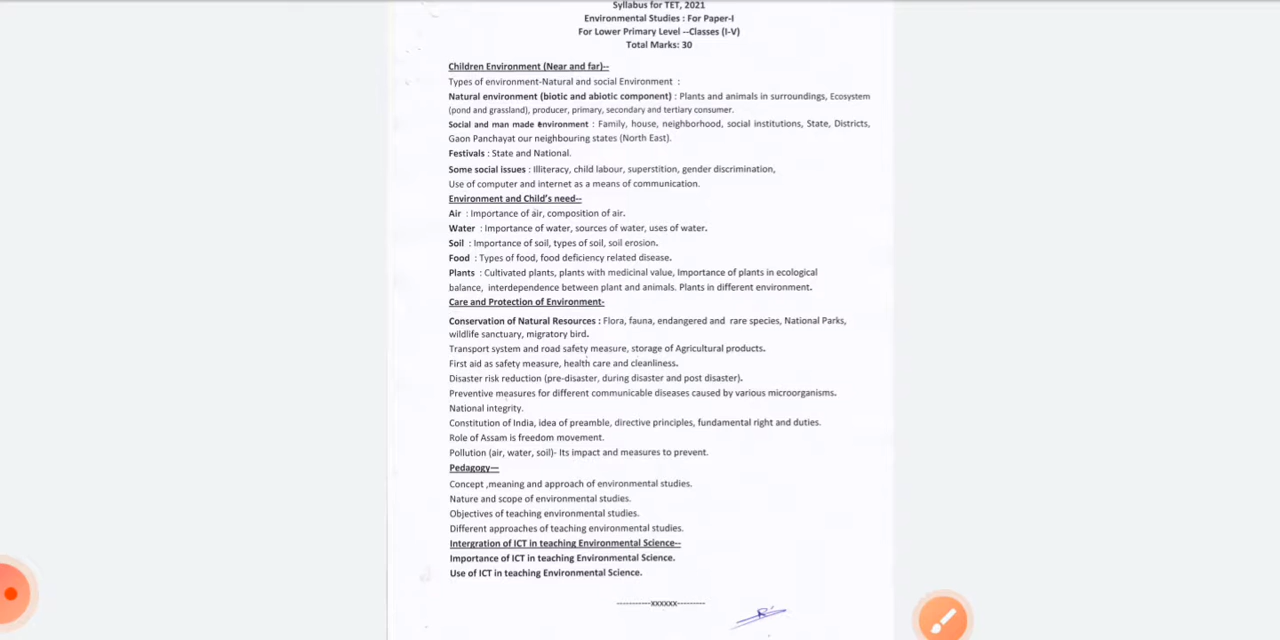 Syllabus for TET, 2021
Environmental Studies : For Paper-I
For Lower Primary Level --Classes (I-V)
Total Marks: 30
Children Environment (Near and far)--
Types of environment-Natural and social Environment :
Natural environment (biotic and abiotic component) : Plants and animals in surroundings, Ecosystem
(pond and grassland), producer, primary, secondary and tertiary consumer.
Social and man made environment : Family, house, neighborhood, social institutions, State, Districts,
Gaon Panchayat our neighbouring states (North East).
Festivals : State and National.
Some social issues : Illiteracy, child labour, superstition, gender discrimination,
Use of computer and internet as a means of communication.
Environment and Child's need--
Air : Importance of air, composition of air.
Water : Importance of water, sources of water, uses of water.
Soil : Importance of soil, types of soil, soil erosion.
Food : Types of food, food deficiency related disease.
Plants : Cultivated plants, plants with medicinal value, Importance of plants in ecological
balance, interdependence between plant and animals. Plants in different environment.
Care and Protection of Environment-
Conservation of Natural Resources : Flora, fauna, endangered and rare species, National Parks,
wildlife sanctuary, migratory bird.
Transport system and road safety measure, storage of Agricultural products.
First aid as safety measure, health care and cleanliness.
Disaster risk reduction (pre-disaster, during disaster and post disaster).
Preventive measures for different communicable diseases caused by various microorganisms.
National integrity.
Constitution of India, idea of preamble, directive principles, fundamental right and duties.
Role of Assam is freedom movement.
Pollution (air, water, soil)- Its impact and measures to prevent.
Pedagogy—
Concept ,meaning and approach of environmental studies.
Nature and scope of environmental studies.
Objectives of teaching environmental studies.
Different approaches of teaching environmental studies.
Intergration of ICT in teaching Environmental Science--
Importance of ICT in teaching Environmental Science.
Use of ICT in teaching Environmental Science.
-----------xxxxxx---------